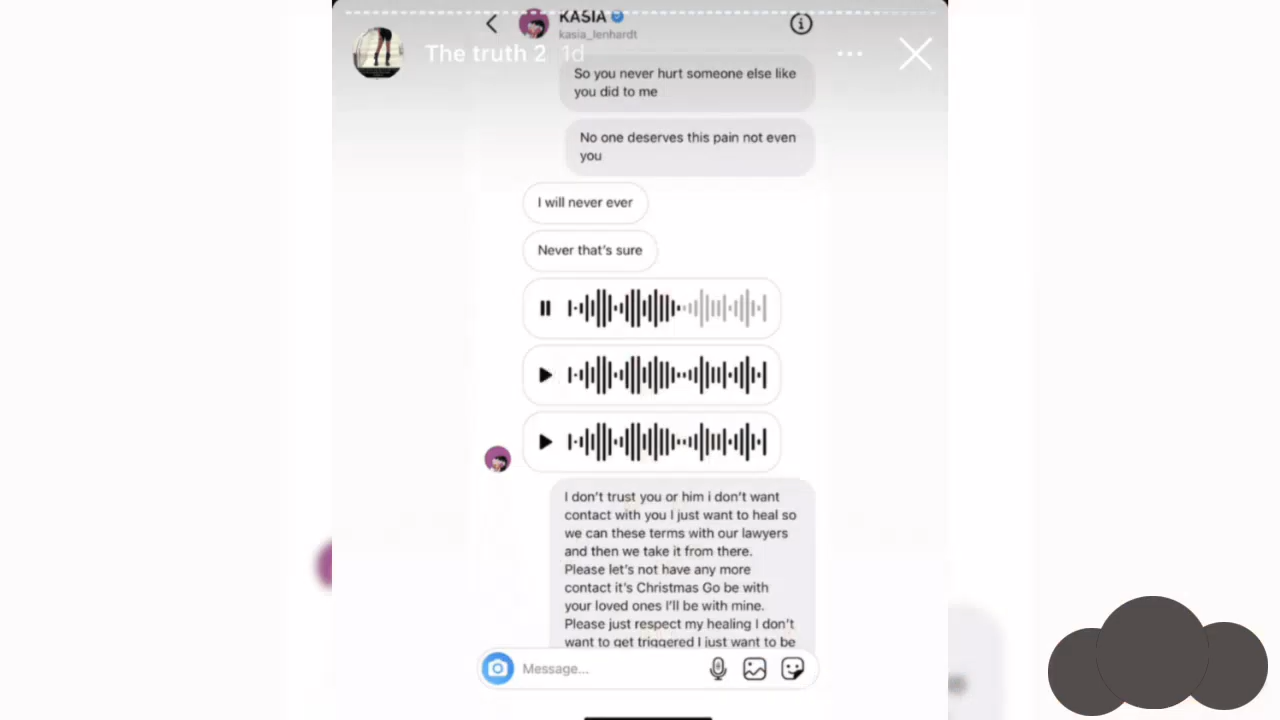 KASIA
kasia_lenhardt
The truth 2 1d
So you never hurt someone else like
you did to me
No one deserves this pain not even
you
I will never ever
Never that's sure
I don't trust you or him i don't want
contact with you I just want to heal so
we can these terms with our lawyers
and then we take it from there.
Please let's not have any more
contact it's Christmas Go be with
your loved ones I'll be with mine.
Please just respect my healing I don't
want to get triggered I just want to be
Message...